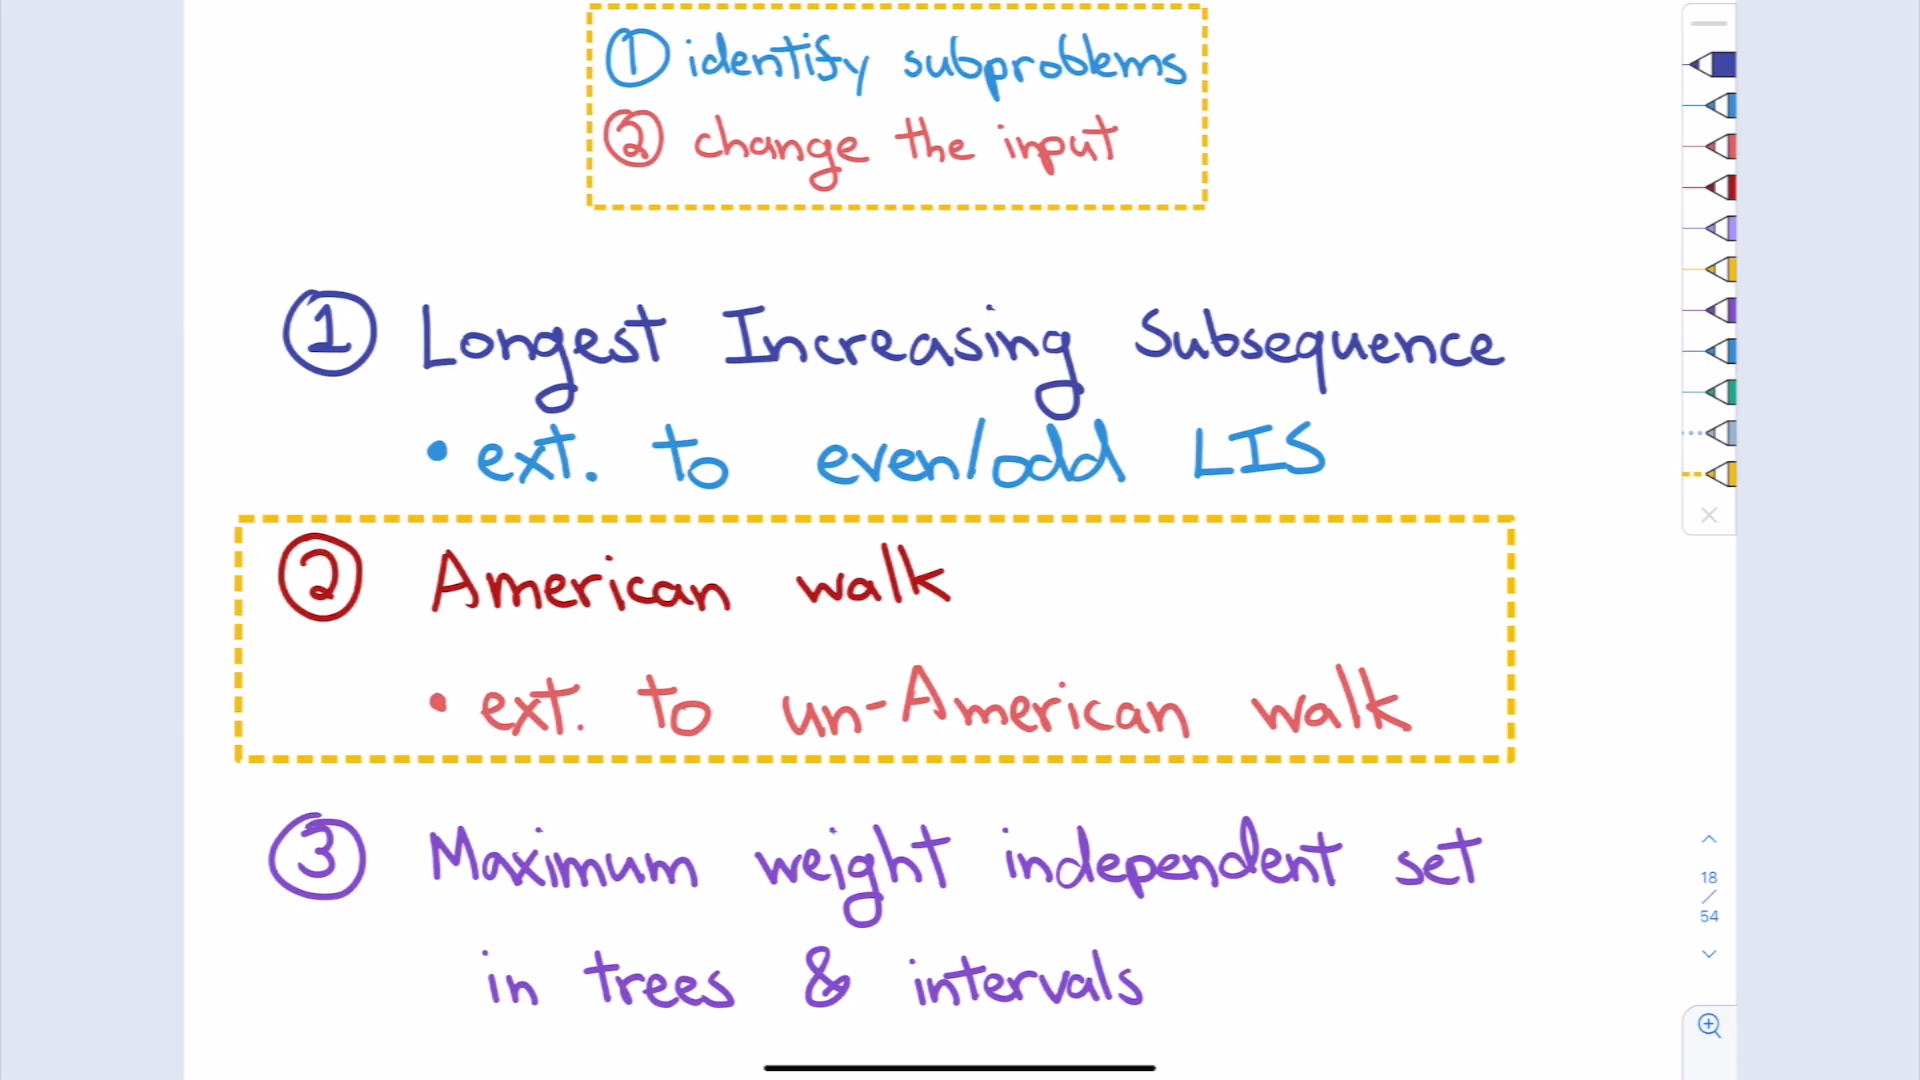 ① identify subproblems
② change the input
① Longest Increasing Subsequence
• ext. to even/odd LIS
② American walk
• ext. to un-American walk
③ Maximum weight independent set
in trees & intervals
18
/
54